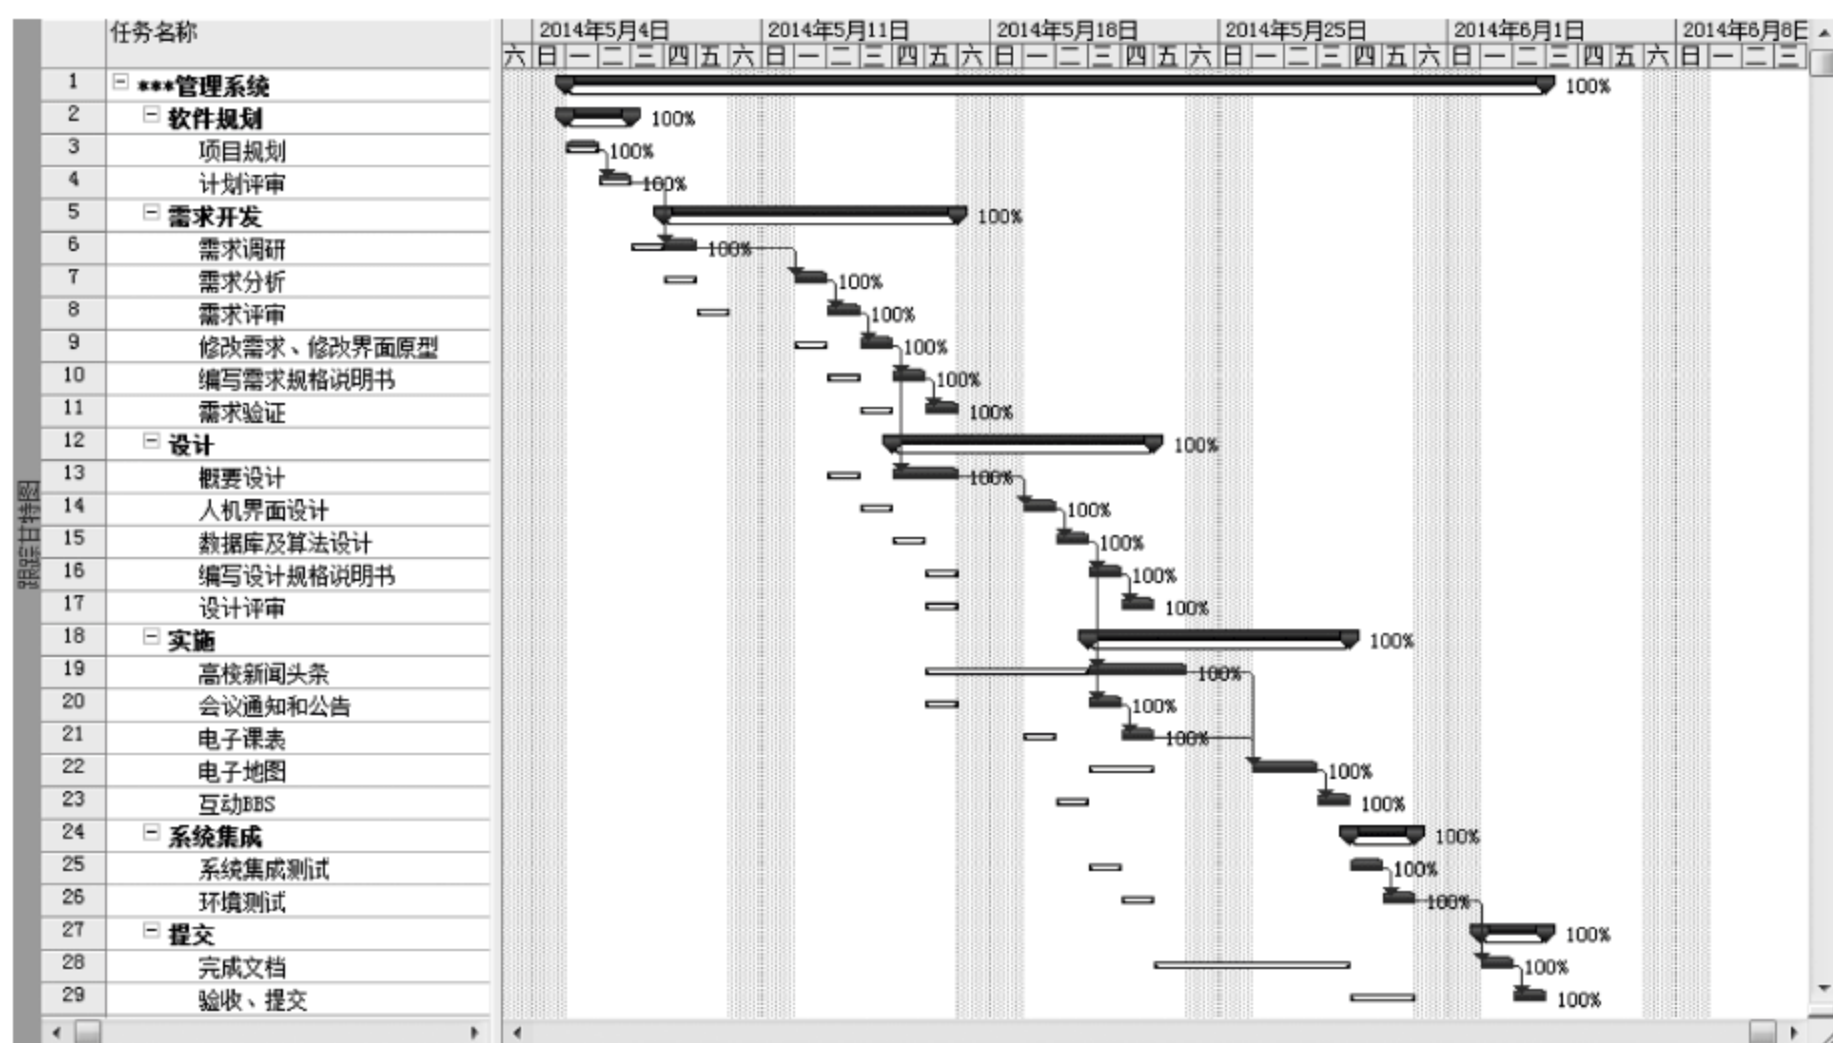 任务名称
2014年5月4日 2014年5月11日 2014年5月18日 2014年5月25日 2014年6月1日 2014年6月8日
六 日 一 二 三 四 五 六 日 一 二 三 四 五 六 日 一 二 三 四 五 六 日 一 二 三 四 五 六 日 一 二 三 四 五 六 日 一 二 三
1 ***管理系统 100%
2 软件规划 100%
3 项目规划 100%
4 计划评审 100%
5 需求开发 100%
6 需求调研 100%
7 需求分析 100%
8 需求评审 100%
9 修改需求、修改界面原型 100%
10 编写需求规格说明书 100%
11 需求验证 100%
12 设计 100%
13 概要设计 100%
14 人机界面设计 100%
15 数据库及算法设计 100%
16 编写设计规格说明书 100%
17 设计评审 100%
18 实施 100%
19 高校新闻头条 100%
20 会议通知和公告 100%
21 电子课表 100%
22 电子地图 100%
23 互动BBS 100%
24 系统集成 100%
25 系统集成测试 100%
26 环境测试 100%
27 提交 100%
28 完成文档 100%
29 验收、提交 100%
跟踪甘特图